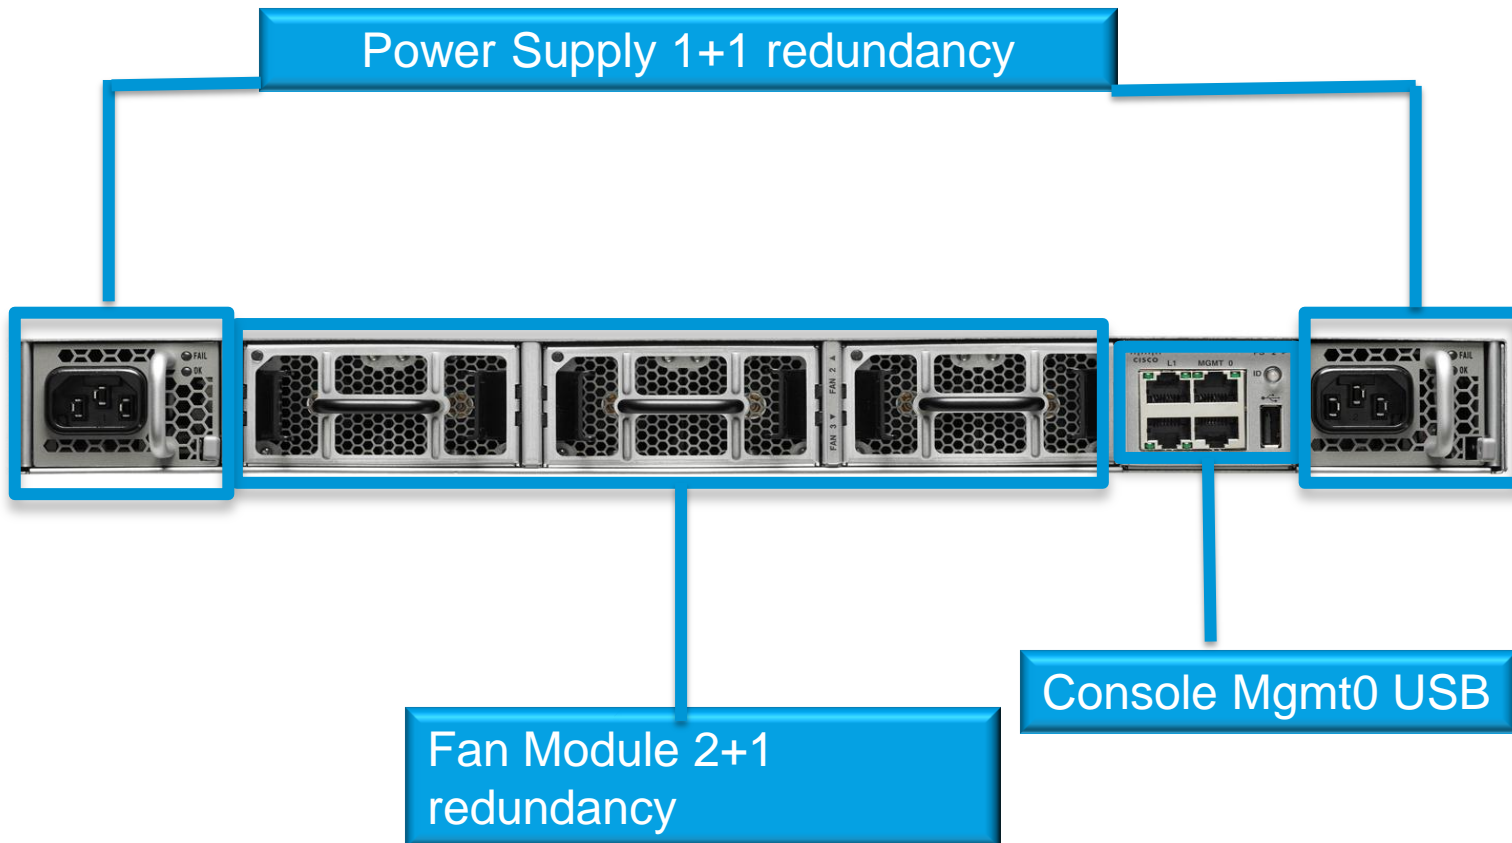 Power Supply 1+1 redundancy
FAIL
OK
FAN 2 ▲
FAN 3 ▼
CISCO
L1 MGMT 0
ID
FAIL
OK
Console Mgmt0 USB
Fan Module 2+1
redundancy